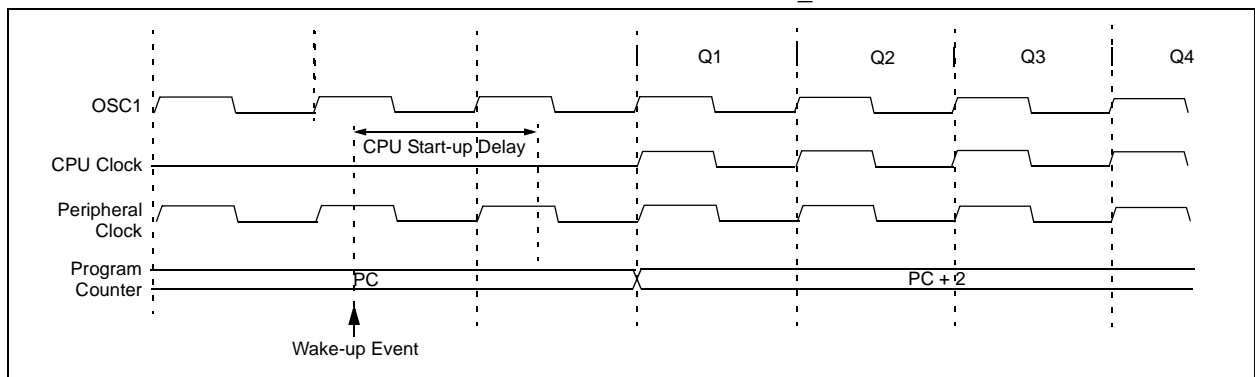 Q1 Q2 Q3 Q4
OSC1
CPU Start-up Delay
CPU Clock
Peripheral
Clock
Program
Counter
PC PC + 2
Wake-up Event